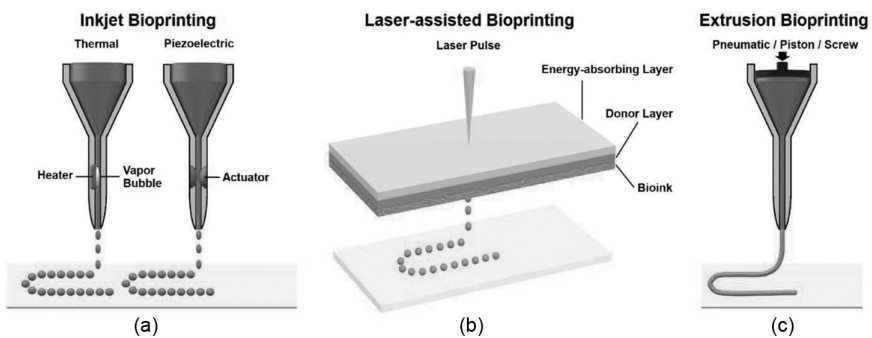 Inkjet Bioprinting
Thermal
Piezoelectric
Heater
Vapor
Bubble
Actuator
(a)
Laser-assisted Bioprinting
Laser Pulse
Energy-absorbing Layer
Donor Layer
Bioink
(b)
Extrusion Bioprinting
Pneumatic / Piston / Screw
(c)